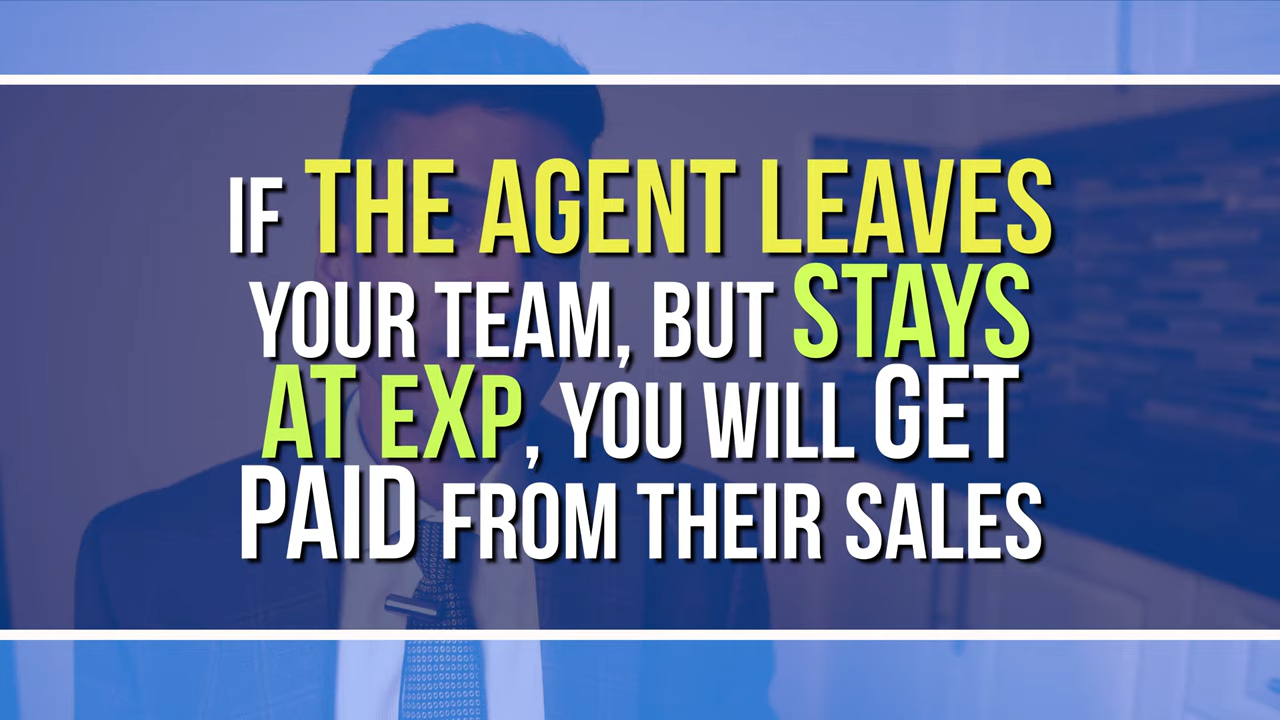 IF THE AGENT LEAVES
YOUR TEAM, BUT STAYS
AT EXP, YOU WILL GET
PAID FROM THEIR SALES